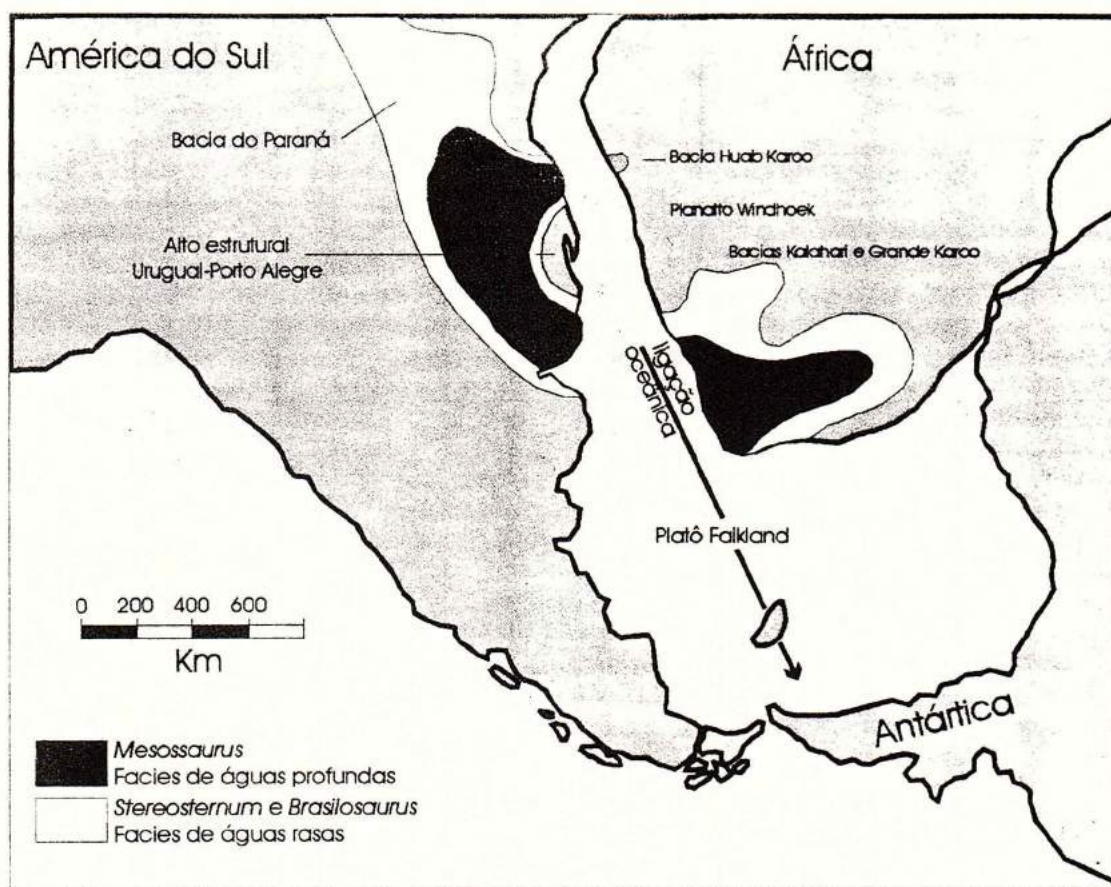 América do Sul
África
Bacia do Paraná
Bacia Huab Karoo
Planalto Windhoek
Alto estrutural
Uruguai-Porto Alegre
Bacias Kalahari e Grande Karoo
ligação
oceânica
Platô Falkland
0 200 400 600
Km
Antártica
Mesossaurus
Facies de águas profundas
Stereosternum e Brasilosaurus
Facies de águas rasas